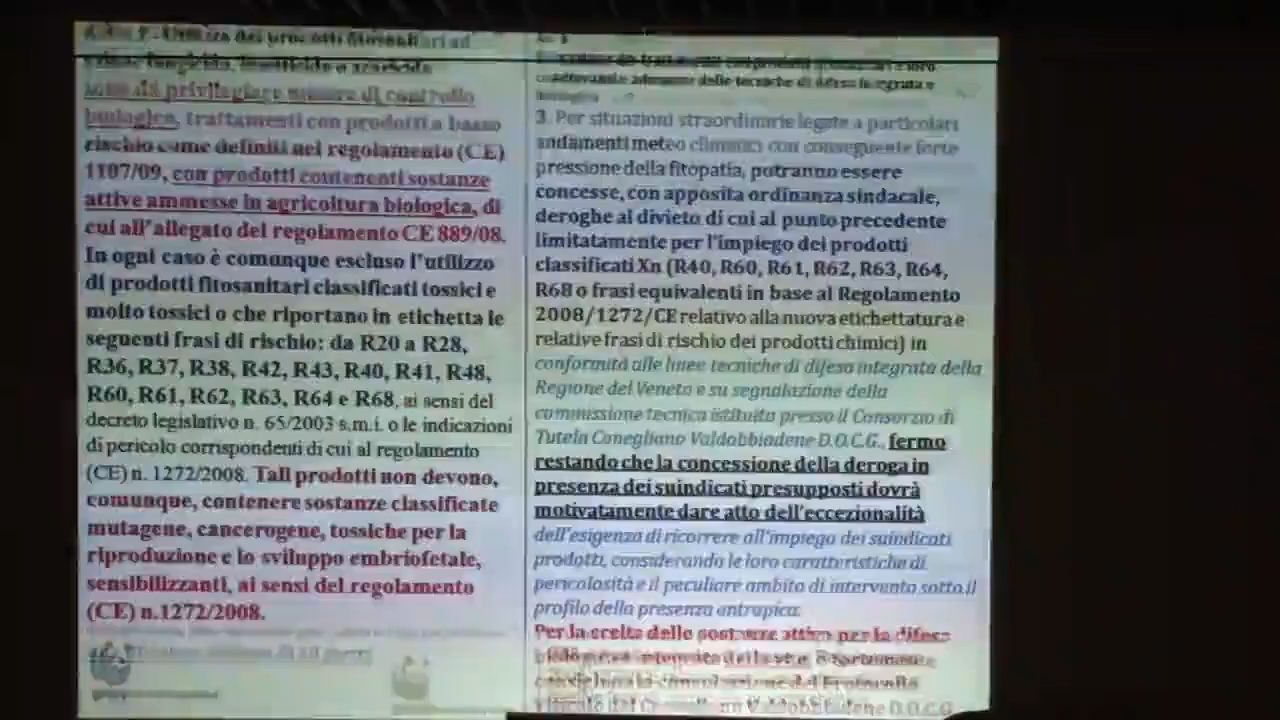 sono da privilegiare misure di controllo
biologico, trattamenti con prodotti a basso
rischio come definiti nel regolamento (CE)
1107/09, con prodotti contenenti sostanze
attive ammesse in agricoltura biologica, di
cui all'allegato del regolamento CE 889/08.
In ogni caso è comunque escluso l'utilizzo
di prodotti fitosanitari classificati tossici e
molto tossici o che riportano in etichetta le
seguenti frasi di rischio: da R20 a R28,
R36, R37, R38, R42, R43, R40, R41, R48,
R60, R61, R62, R63, R64 e R68, ai sensi del
decreto legislativo n. 65/2003 s.m.i. o le indicazioni
di pericolo corrispondenti di cui al regolamento
(CE) n. 1272/2008. Tali prodotti non devono,
comunque, contenere sostanze classificate
mutagene, cancerogene, tossiche per la
riproduzione e lo sviluppo embriofetale,
sensibilizzanti, ai sensi del regolamento
(CE) n.1272/2008.
delle tecniche di difesa integrata e
3. Per situazioni straordinarie legate a particolari
andamenti meteo climatici con conseguente forte
pressione della fitopatia, potranno essere
concesse, con apposita ordinanza sindacale,
deroghe al divieto di cui al punto precedente
limitatamente per l'impiego dei prodotti
classificati Xn (R40, R60, R61, R62, R63, R64,
R68 o frasi equivalenti in base al Regolamento
2008/1272/CE relativo alla nuova etichettatura e
relative frasi di rischio dei prodotti chimici) in
conformità alle linee tecniche di difesa integrata della
Regione del Veneto e su segnalazione della
commissione tecnica istituita presso il Consorzio di
Tutela Conegliano Valdobbiadene D.O.C.G., fermo
restando che la concessione della deroga in
presenza dei suindicati presupposti dovrà
motivatamente dare atto dell'eccezionalità
dell'esigenza di ricorrere all'impiego dei suindicati
prodotti, considerando le loro caratteristiche di
pericolosità e il peculiare ambito di intervento sotto il
profilo della presenza antropica.
Per la scelta delle sostanze attive per la difesa